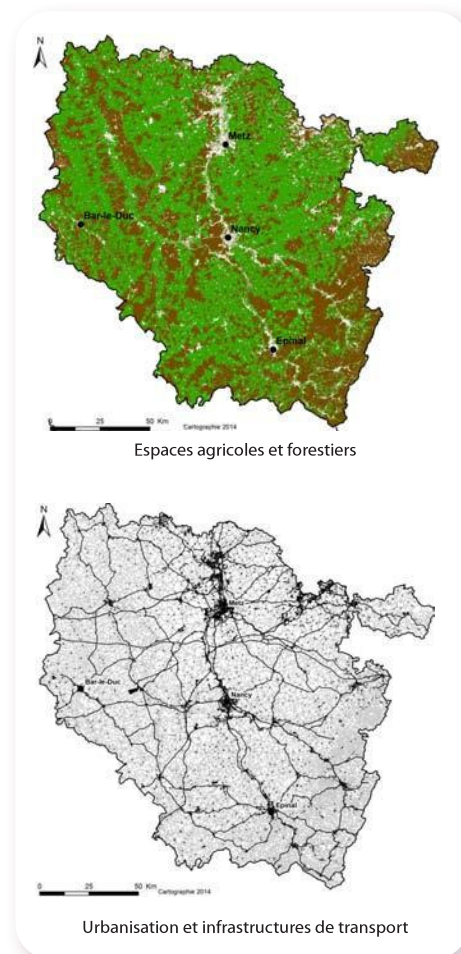 N
Metz
Bar-le-Duc
Nancy
Epinal
0 25 50 Km
Cartographie 2014
Espaces agricoles et forestiers
N
Metz
Bar-le-Duc
Nancy
Epinal
0 25 50 Km
Cartographie 2014
Urbanisation et infrastructures de transport